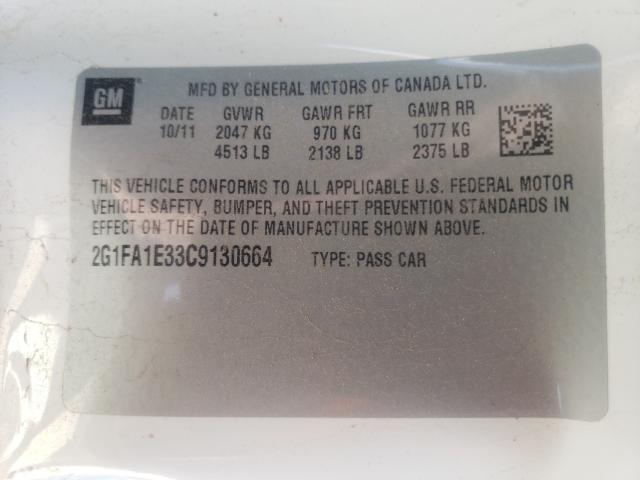 GM
MFD BY GENERAL MOTORS OF CANADA LTD.
DATE GVWR GAWR FRT GAWR RR
10/11 2047 KG 970 KG 1077 KG
4513 LB 2138 LB 2375 LB
THIS VEHICLE CONFORMS TO ALL APPLICABLE U.S. FEDERAL MOTOR
VEHICLE SAFETY, BUMPER, AND THEFT PREVENTION STANDARDS IN
EFFECT ON THE DATE OF MANUFACTURE SHOWN ABOVE.
2G1FA1E33C9130664 TYPE: PASS CAR